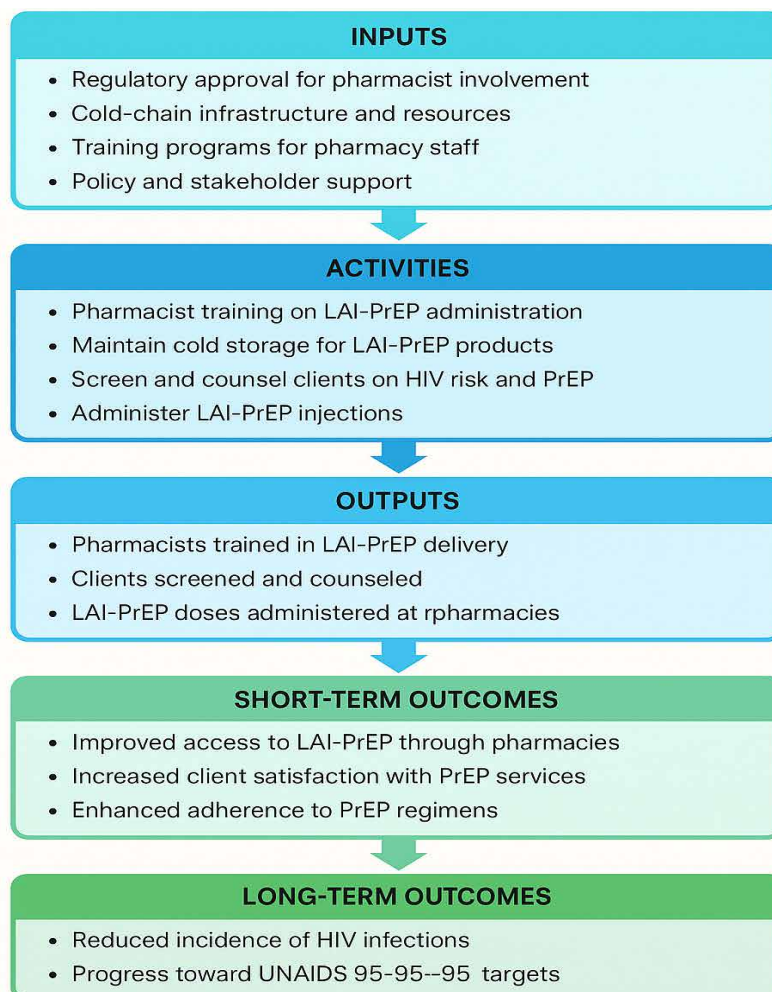 INPUTS
• Regulatory approval for pharmacist involvement
• Cold-chain infrastructure and resources
• Training programs for pharmacy staff
• Policy and stakeholder support
ACTIVITIES
• Pharmacist training on LAI-PrEP administration
• Maintain cold storage for LAI-PrEP products
• Screen and counsel clients on HIV risk and PrEP
• Administer LAI-PrEP injections
OUTPUTS
• Pharmacists trained in LAI-PrEP delivery
• Clients screened and counseled
• LAI-PrEP doses administered at rpharmacies
SHORT-TERM OUTCOMES
• Improved access to LAI-PrEP through pharmacies
• Increased client satisfaction with PrEP services
• Enhanced adherence to PrEP regimens
LONG-TERM OUTCOMES
• Reduced incidence of HIV infections
• Progress toward UNAIDS 95-95--95 targets